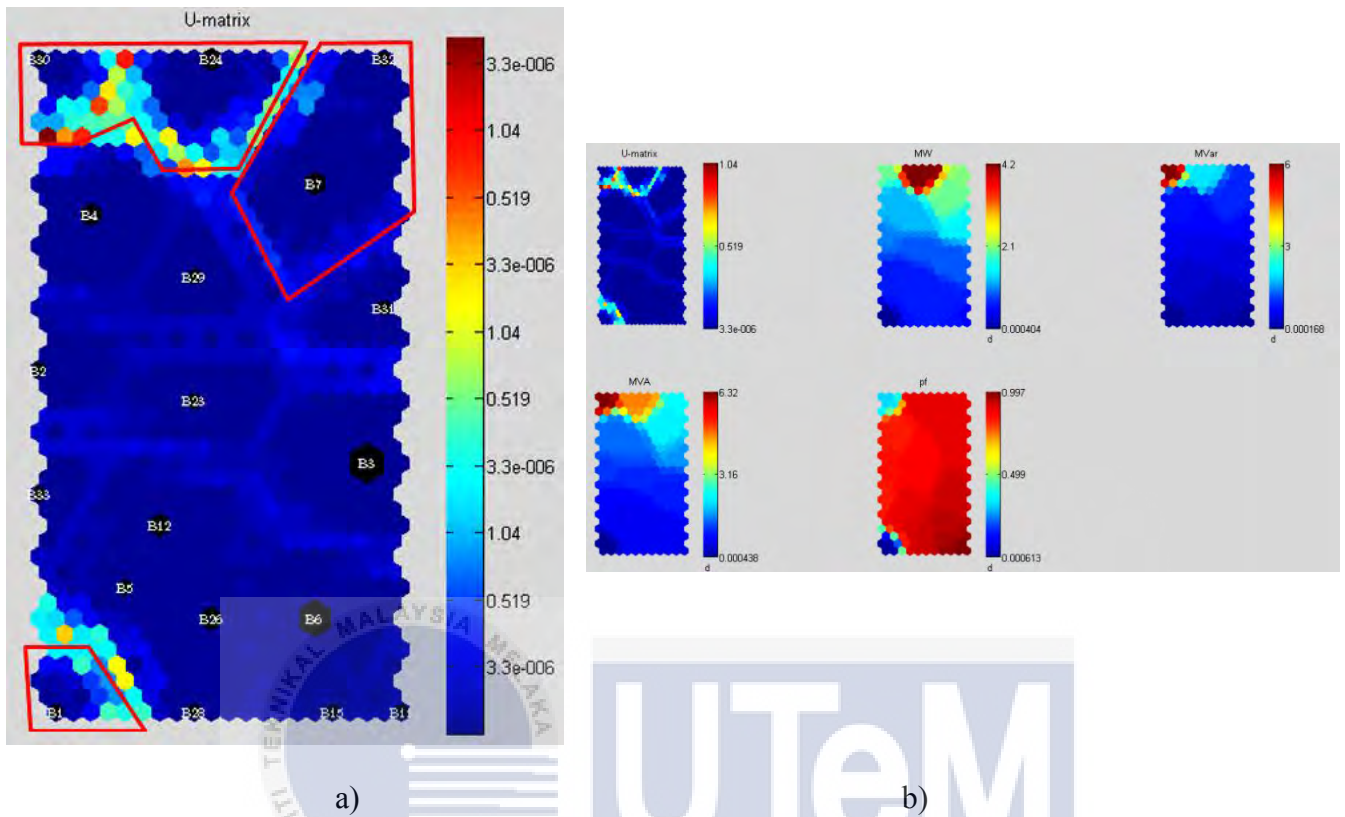 U-matrix
B30
B24
B32
3.3e-006
1.04
B7
B4
0.519
B29
3.3e-006
B31
1.04
B2
B23
0.519
B3
3.3e-006
B33
B12
1.04
B5
0.519
B26
B6
3.3e-006
B1
B28
B15
B11
MALAYSIA MELAKA
TEKNIKAL
a)
U-matrix
1.04
0.519
3.3e-006
MW
4.2
2.1
0.000404
d
MVar
6
3
0.000168
d
MVA
6.32
3.16
0.000438
d
pf
0.997
0.499
0.000613
d
UTeM
b)